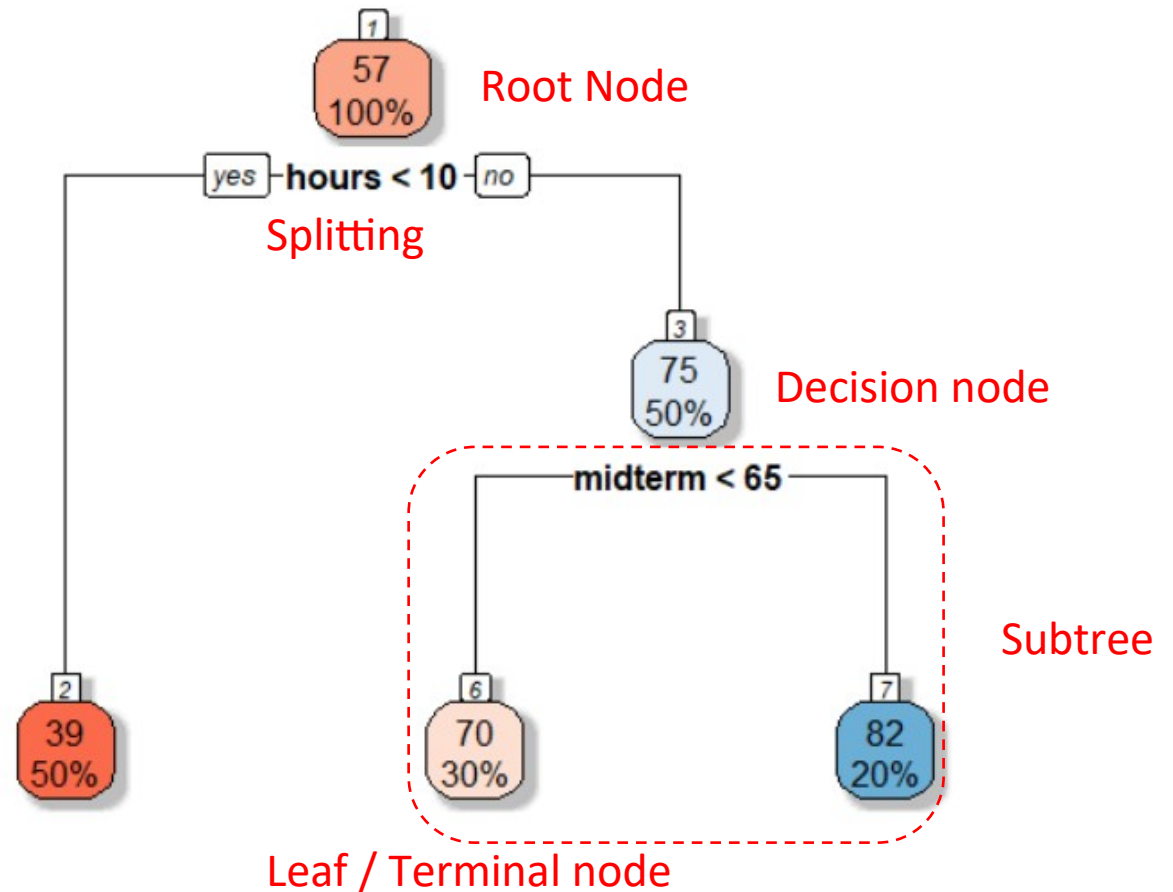 1
57
100%
Root Node
yes hours < 10 no
Splitting
3
75
50%
Decision node
midterm < 65
Subtree
2
39
50%
6
70
30%
7
82
20%
Leaf / Terminal node